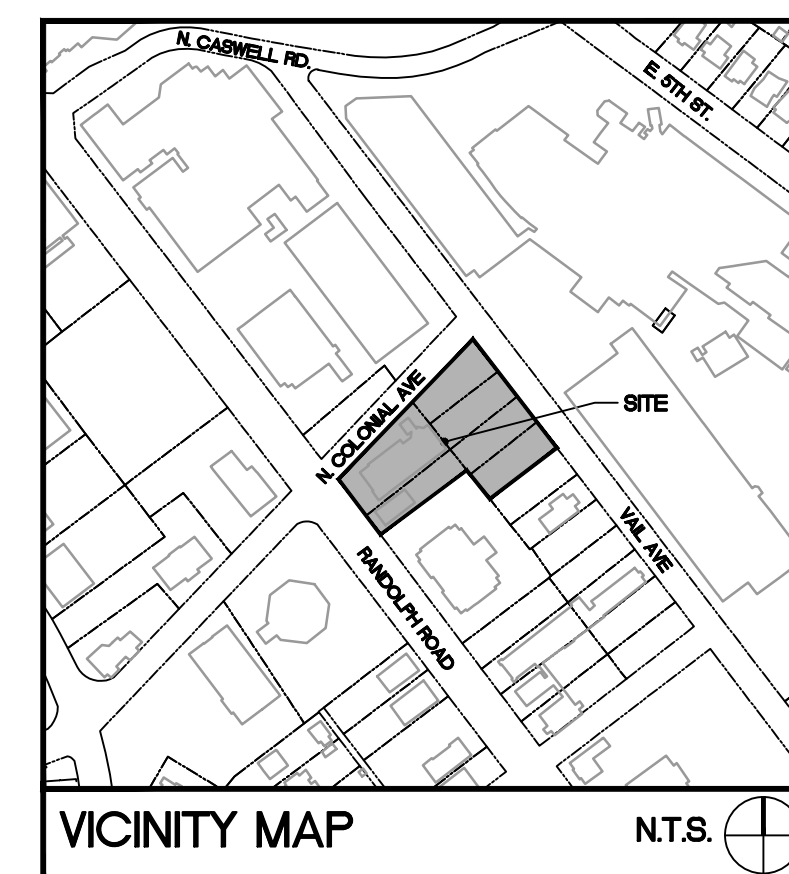 N. CASWELL RD.
E 5TH ST.
N. COLONIAL AVE
SITE
VAIL AVE
RANDOLPH ROAD
VICINITY MAP
N.T.S.